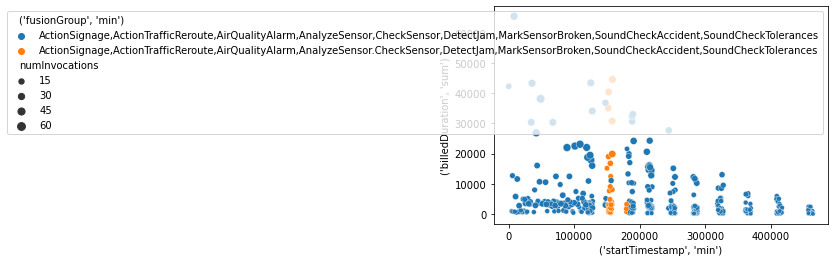 ('fusionGroup', 'min')
ActionSignage,ActionTrafficReroute,AirQualityAlarm,AnalyzeSensor,CheckSensor,DetectJam,MarkSensorBroken,SoundCheckAccident,SoundCheckTolerances
ActionSignage,ActionTrafficReroute,AirQualityAlarm,AnalyzeSensor.CheckSensor,DetectJam,MarkSensorBroken,SoundCheckAccident,SoundCheckTolerances
numInvocations
15
30
45
60
('billedDuration', 'sum')
50000
40000
30000
20000
10000
0
0
100000
200000
300000
400000
('startTimestamp', 'min')